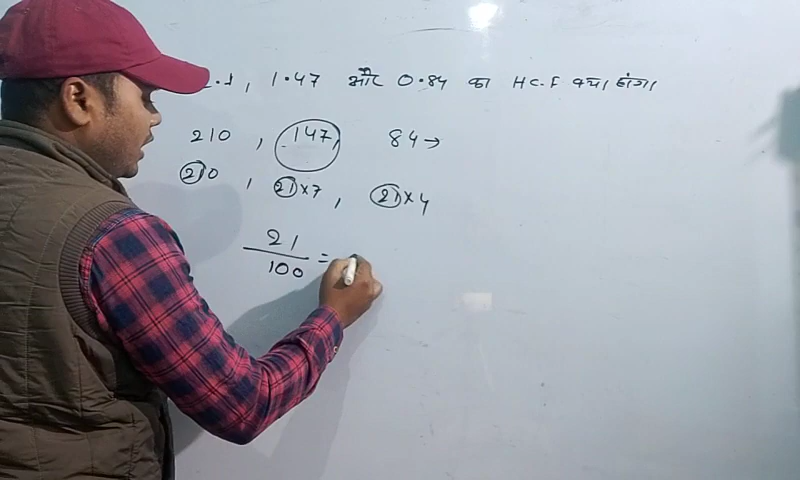 .1, 1.47 और 0.84 का H.C.F क्या होगा
210, 147, 84→
210, 21×7, 21×4
21
100 =